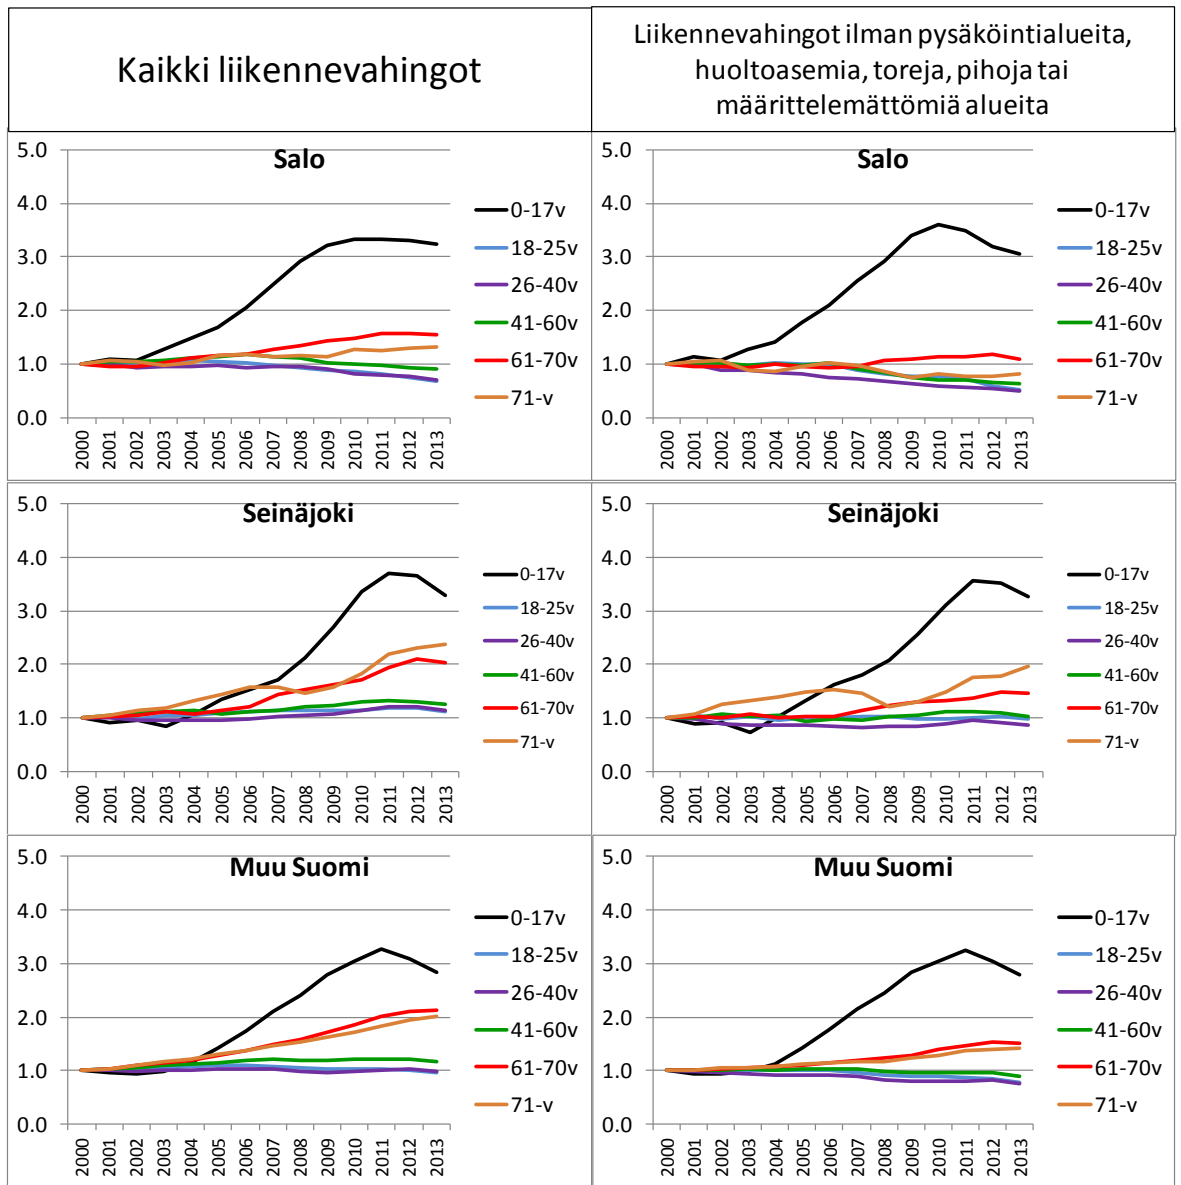 Kaikki liikennevahingot
Liikennevahingot ilman pysäköintialueita,
huoltoasemia, toreja, pihoja tai
määrittelemättömiä alueita
Salo
5.0
4.0
3.0
2.0
1.0
0.0
2000
2001
2002
2003
2004
2005
2006
2007
2008
2009
2010
2011
2012
2013
0-17v
18-25v
26-40v
41-60v
61-70v
71-v
Salo
5.0
4.0
3.0
2.0
1.0
0.0
2000
2001
2002
2003
2004
2005
2006
2007
2008
2009
2010
2011
2012
2013
0-17v
18-25v
26-40v
41-60v
61-70v
71-v
Seinäjoki
5.0
4.0
3.0
2.0
1.0
0.0
2000
2001
2002
2003
2004
2005
2006
2007
2008
2009
2010
2011
2012
2013
0-17v
18-25v
26-40v
41-60v
61-70v
71-v
Seinäjoki
5.0
4.0
3.0
2.0
1.0
0.0
2000
2001
2002
2003
2004
2005
2006
2007
2008
2009
2010
2011
2012
2013
0-17v
18-25v
26-40v
41-60v
61-70v
71-v
Muu Suomi
5.0
4.0
3.0
2.0
1.0
0.0
2000
2001
2002
2003
2004
2005
2006
2007
2008
2009
2010
2011
2012
2013
0-17v
18-25v
26-40v
41-60v
61-70v
71-v
Muu Suomi
5.0
4.0
3.0
2.0
1.0
0.0
2000
2001
2002
2003
2004
2005
2006
2007
2008
2009
2010
2011
2012
2013
0-17v
18-25v
26-40v
41-60v
61-70v
71-v